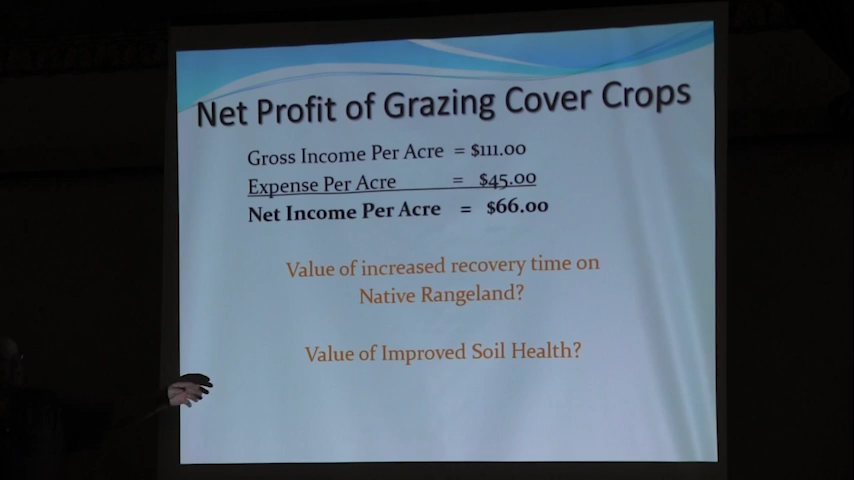 Net Profit of Grazing Cover Crops
Gross Income Per Acre = $111.00
Expense Per Acre = $45.00
Net Income Per Acre = $66.00
Value of increased recovery time on
Native Rangeland?
Value of Improved Soil Health?